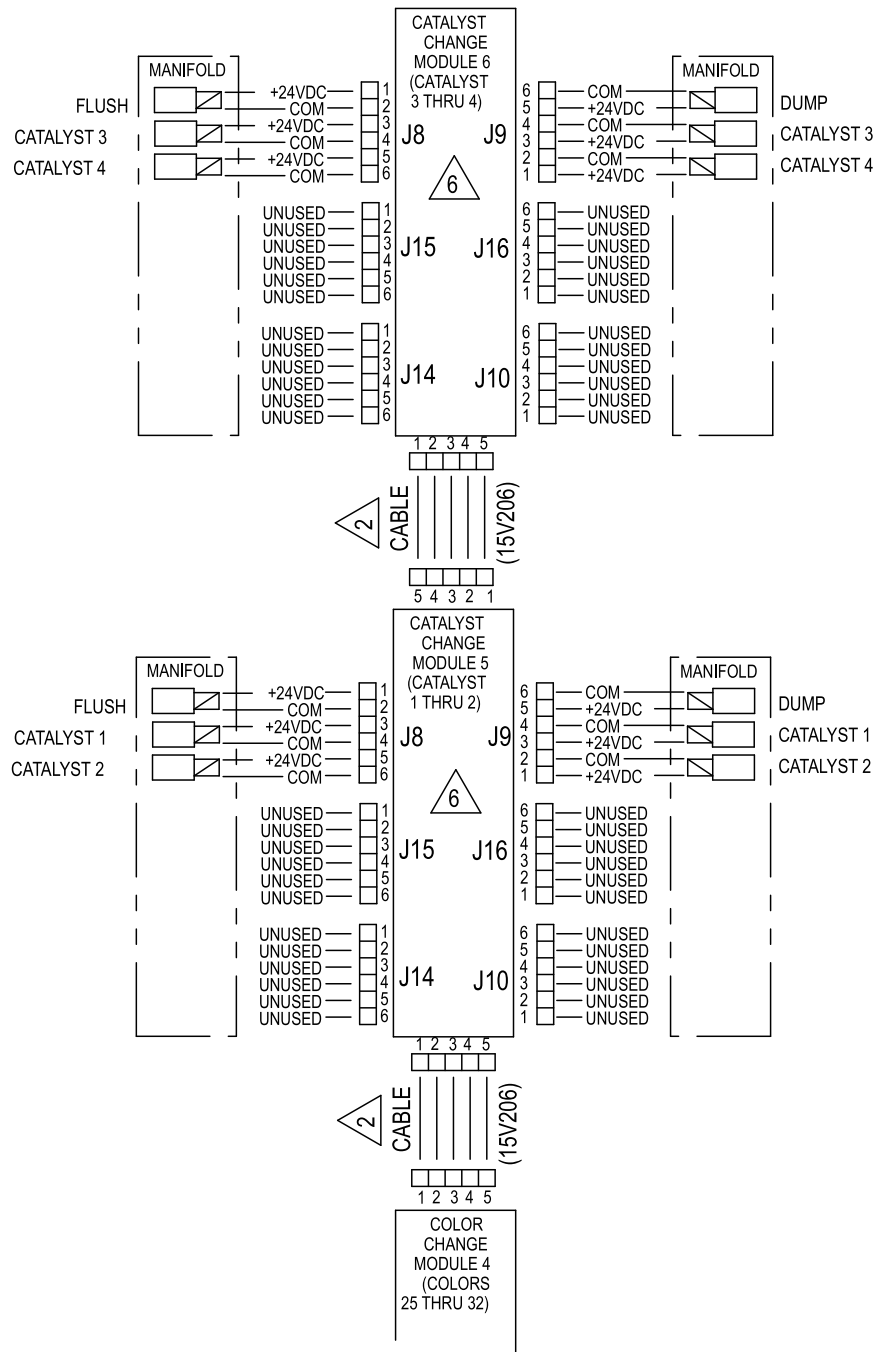 CATALYST
CHANGE
MODULE 6
(CATALYST
3 THRU 4)
MANIFOLD
FLUSH
CATALYST 3
CATALYST 4
+24VDC 1
COM 2
+24VDC 3
COM 4
+24VDC 5
COM 6
J8
J9
6 COM
5 +24VDC
4 COM
3 +24VDC
2 COM
1 +24VDC
MANIFOLD
DUMP
CATALYST 3
CATALYST 4
6
UNUSED 1
UNUSED 2
UNUSED 3
UNUSED 4
UNUSED 5
UNUSED 6
J15
J16
6 UNUSED
5 UNUSED
4 UNUSED
3 UNUSED
2 UNUSED
1 UNUSED
UNUSED 1
UNUSED 2
UNUSED 3
UNUSED 4
UNUSED 5
UNUSED 6
J14
J10
6 UNUSED
5 UNUSED
4 UNUSED
3 UNUSED
2 UNUSED
1 UNUSED
1 2 3 4 5
2
CABLE
(15V206)
5 4 3 2 1
CATALYST
CHANGE
MODULE 5
(CATALYST
1 THRU 2)
MANIFOLD
FLUSH
CATALYST 1
CATALYST 2
+24VDC 1
COM 2
+24VDC 3
COM 4
+24VDC 5
COM 6
J8
J9
6 COM
5 +24VDC
4 COM
3 +24VDC
2 COM
1 +24VDC
MANIFOLD
DUMP
CATALYST 1
CATALYST 2
6
UNUSED 1
UNUSED 2
UNUSED 3
UNUSED 4
UNUSED 5
UNUSED 6
J15
J16
6 UNUSED
5 UNUSED
4 UNUSED
3 UNUSED
2 UNUSED
1 UNUSED
UNUSED 1
UNUSED 2
UNUSED 3
UNUSED 4
UNUSED 5
UNUSED 6
J14
J10
6 UNUSED
5 UNUSED
4 UNUSED
3 UNUSED
2 UNUSED
1 UNUSED
1 2 3 4 5
2
CABLE
(15V206)
1 2 3 4 5
COLOR
CHANGE
MODULE 4
(COLORS
25 THRU 32)